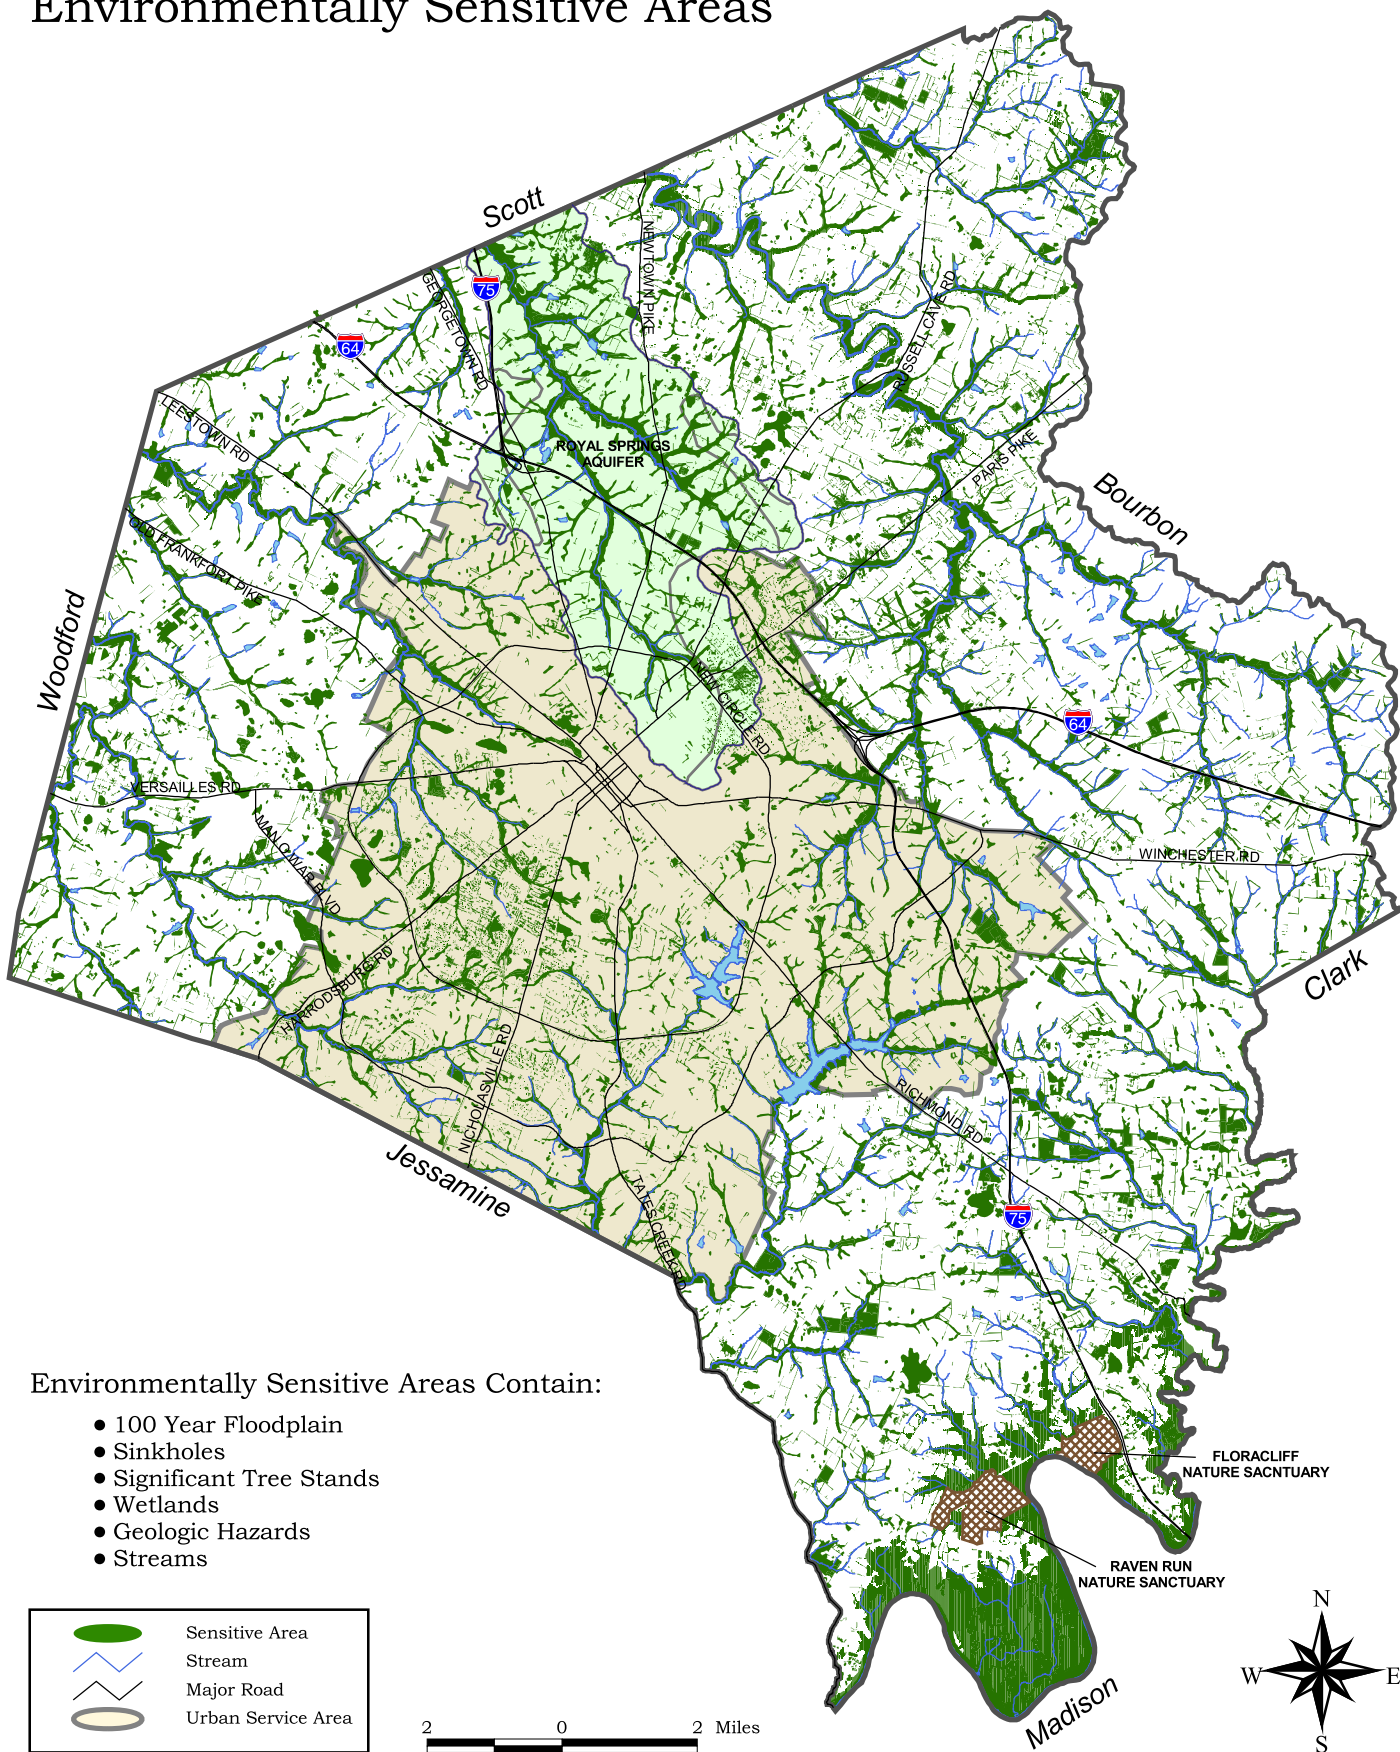 Environmentally Sensitive Areas
Scott
75
NEWTOWN PIKE
GEORGETOWN RD
64
RUSSELL CAVE RD
LEESTOWN RD
ROYAL SPRINGS
AQUIFER
PARIS PIKE
Bourbon
OLD FRANKFORT PIKE
Woodford
NEW CIRCLE RD
64
VERSAILLES RD
MAN O WAR BLVD
WINCHESTER RD
HARRODSBURG RD
Clark
NICHOLASVILLE RD
RICHMOND RD
Jessamine
TATES CREEK RD
75
Environmentally Sensitive Areas Contain:
● 100 Year Floodplain
● Sinkholes
● Significant Tree Stands
● Wetlands
● Geologic Hazards
● Streams
FLORACLIFF
NATURE SACNTUARY
RAVEN RUN
NATURE SANCTUARY
Sensitive Area
Stream
Major Road
Urban Service Area
2 0 2 Miles
Madison
N
W E
S